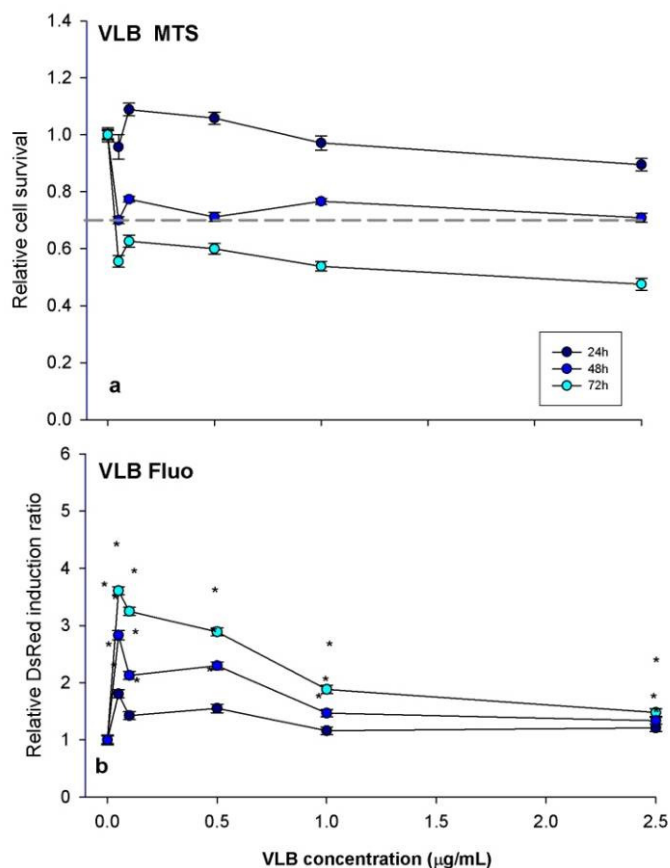 VLB MTS
1.4
1.2
1.0
0.8
0.6
0.4
0.2
0.0
Relative cell survival
a
24h
48h
72h
VLB Fluo
6
5
4
3
2
1
0
Relative DsRed induction ratio
b
* * * * * * * * * * * * * * * * * * *
0.0 0.5 1.0 1.5 2.0 2.5
VLB concentration (µg/mL)